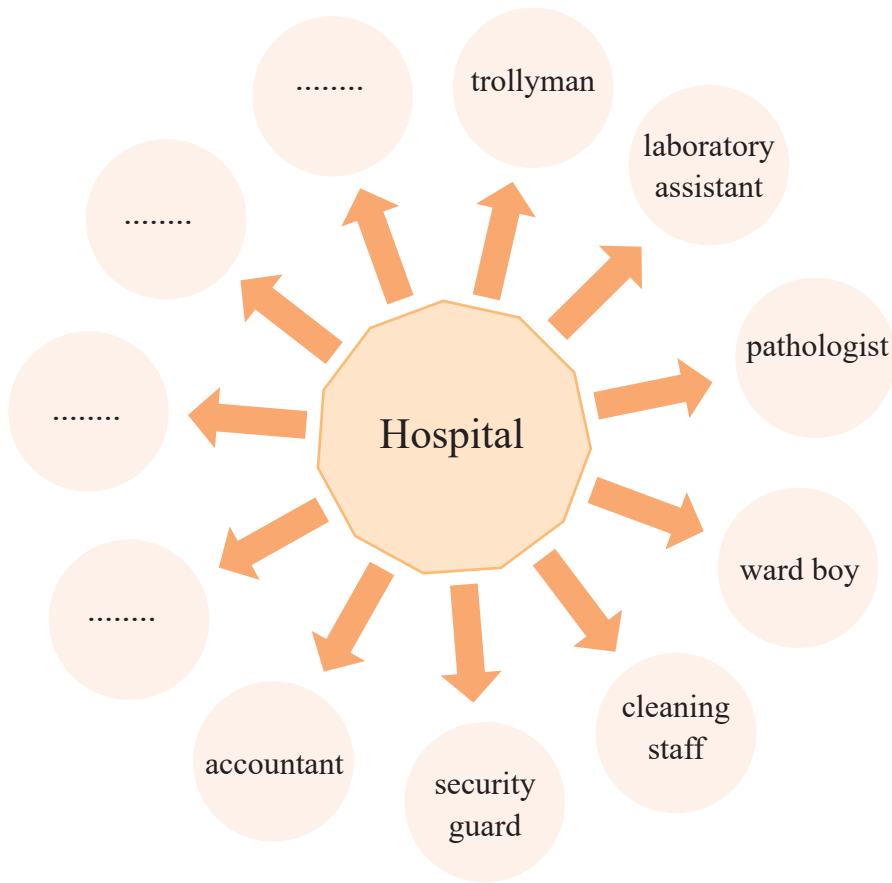 ........
trollyman
laboratory
assistant
........
pathologist
........
Hospital
ward boy
........
cleaning
staff
accountant
security
guard